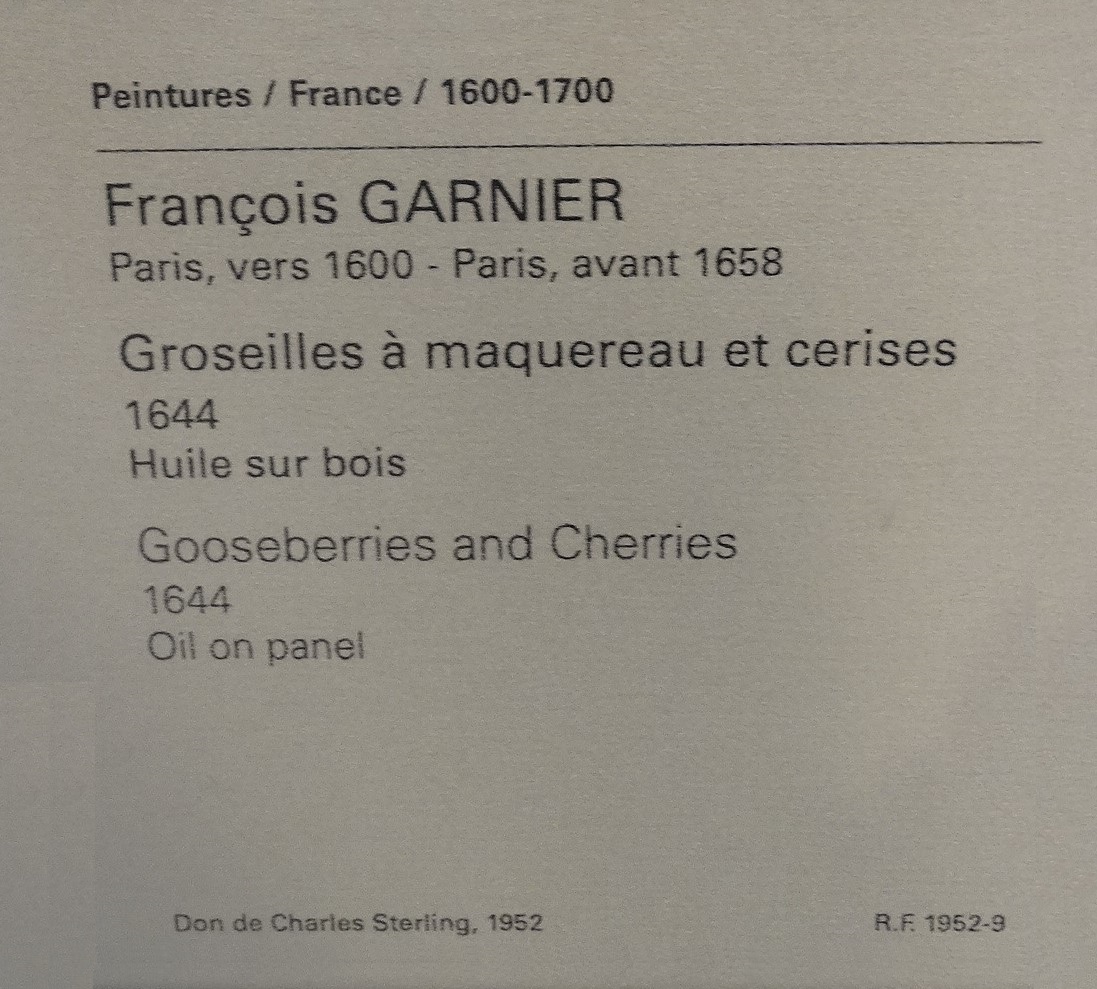 Peintures / France / 1600-1700
François GARNIER
Paris, vers 1600 - Paris, avant 1658
Groseilles à maquereau et cerises
1644
Huile sur bois
Gooseberries and Cherries
1644
Oil on panel
Don de Charles Sterling, 1952 R.F. 1952-9